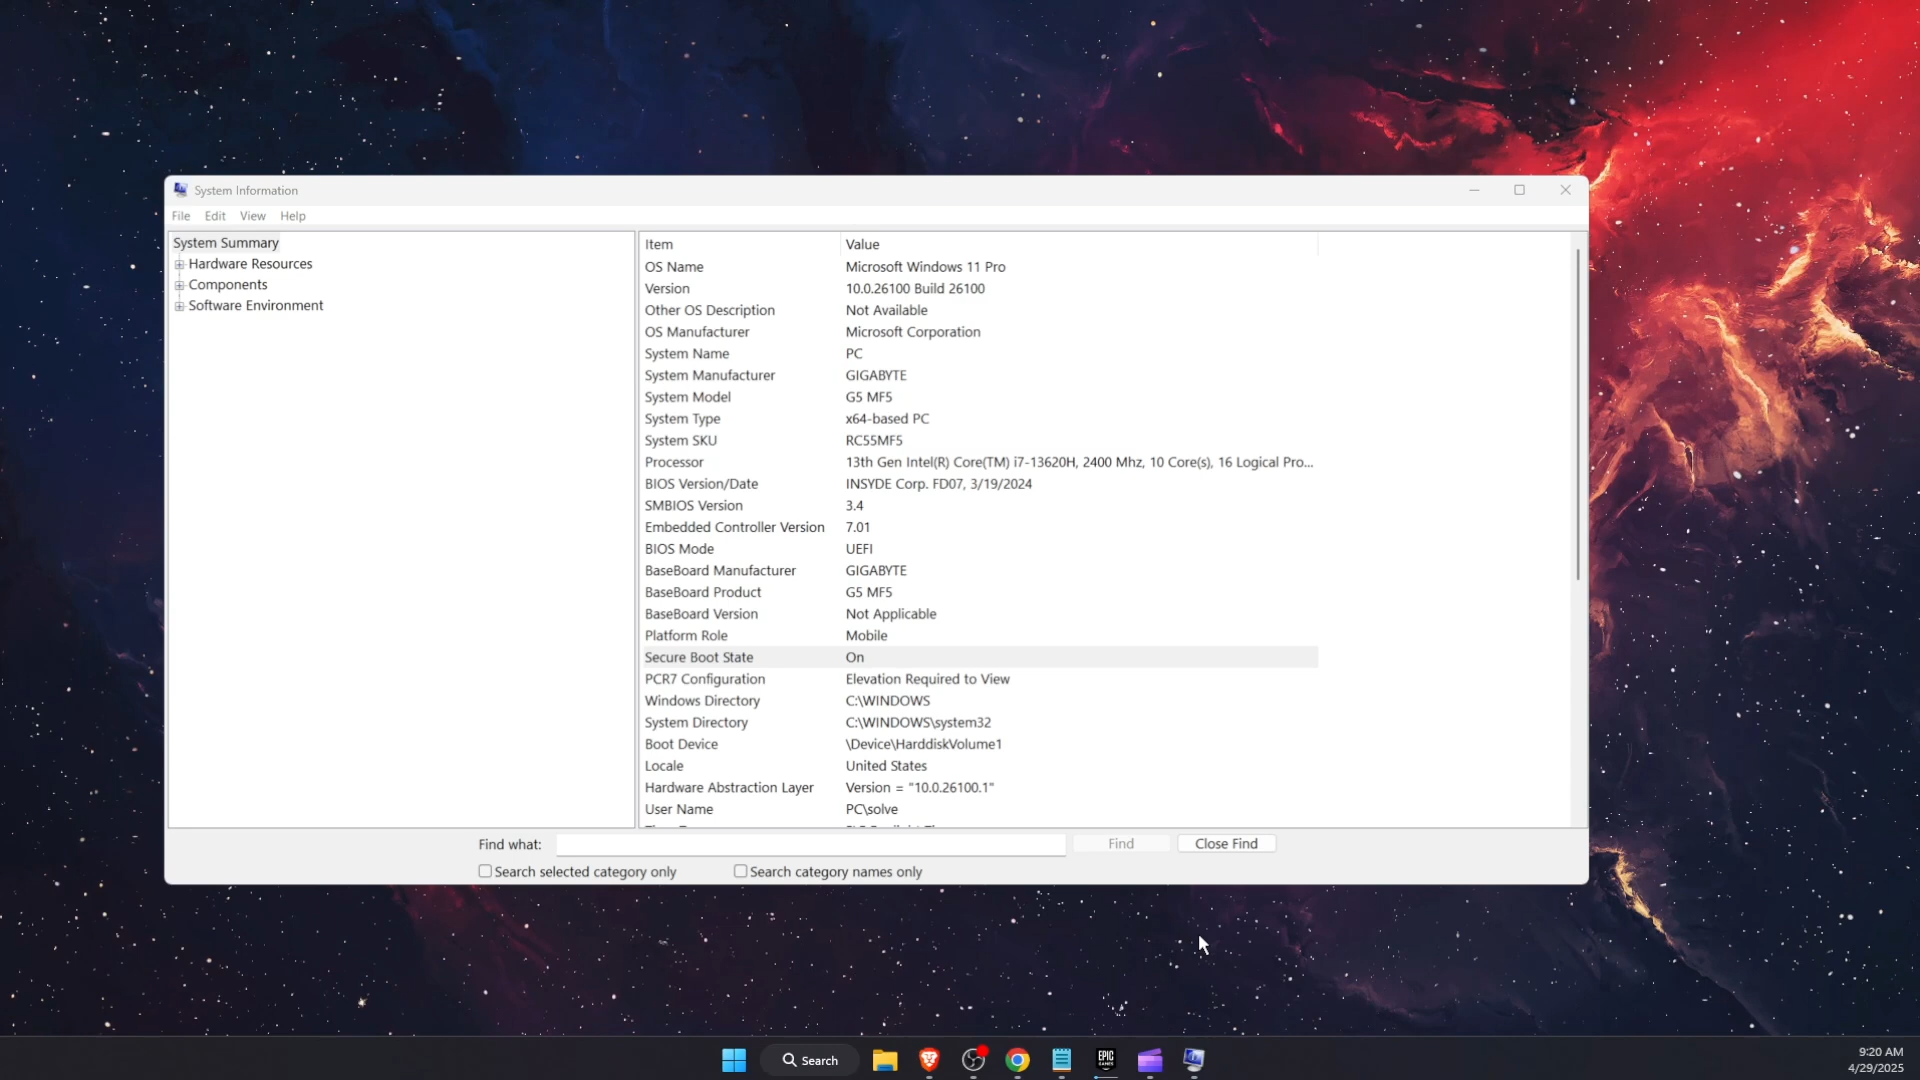 System Information
File Edit View Help
System Summary
Hardware Resources
Components
Software Environment
Item Value
OS Name Microsoft Windows 11 Pro
Version 10.0.26100 Build 26100
Other OS Description Not Available
OS Manufacturer Microsoft Corporation
System Name PC
System Manufacturer GIGABYTE
System Model G5 MF5
System Type x64-based PC
System SKU RC55MF5
Processor 13th Gen Intel(R) Core(TM) i7-13620H, 2400 Mhz, 10 Core(s), 16 Logical Pro...
BIOS Version/Date INSYDE Corp. FD07, 3/19/2024
SMBIOS Version 3.4
Embedded Controller Version 7.01
BIOS Mode UEFI
BaseBoard Manufacturer GIGABYTE
BaseBoard Product G5 MF5
BaseBoard Version Not Applicable
Platform Role Mobile
Secure Boot State On
PCR7 Configuration Elevation Required to View
Windows Directory C:\WINDOWS
System Directory C:\WINDOWS\system32
Boot Device \Device\HarddiskVolume1
Locale United States
Hardware Abstraction Layer Version = "10.0.26100.1"
User Name PC\solve
Find what: Find Close Find
Search selected category only Search category names only
Search
EPIC
GAMES
9:20 AM
4/29/2025